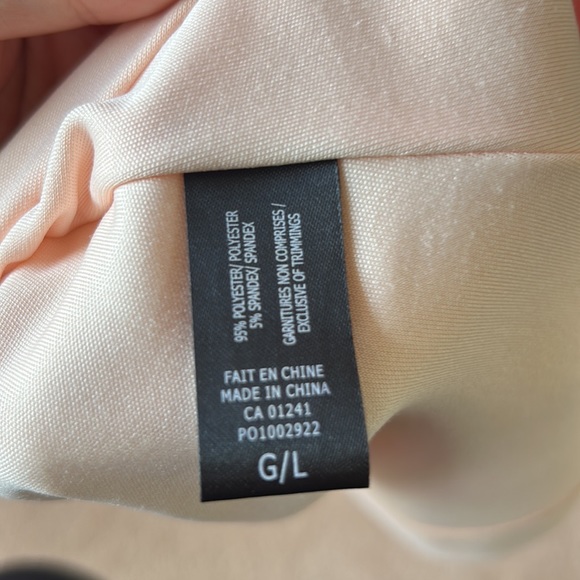 95% POLYESTER/ POLYESTER
5% SPANDEX/ SPANDEX
GARNITURES NON COMPRISES /
EXCLUSIVE OF TRIMMINGS
FAIT EN CHINE
MADE IN CHINA
CA 01241
PO1002922
G/L